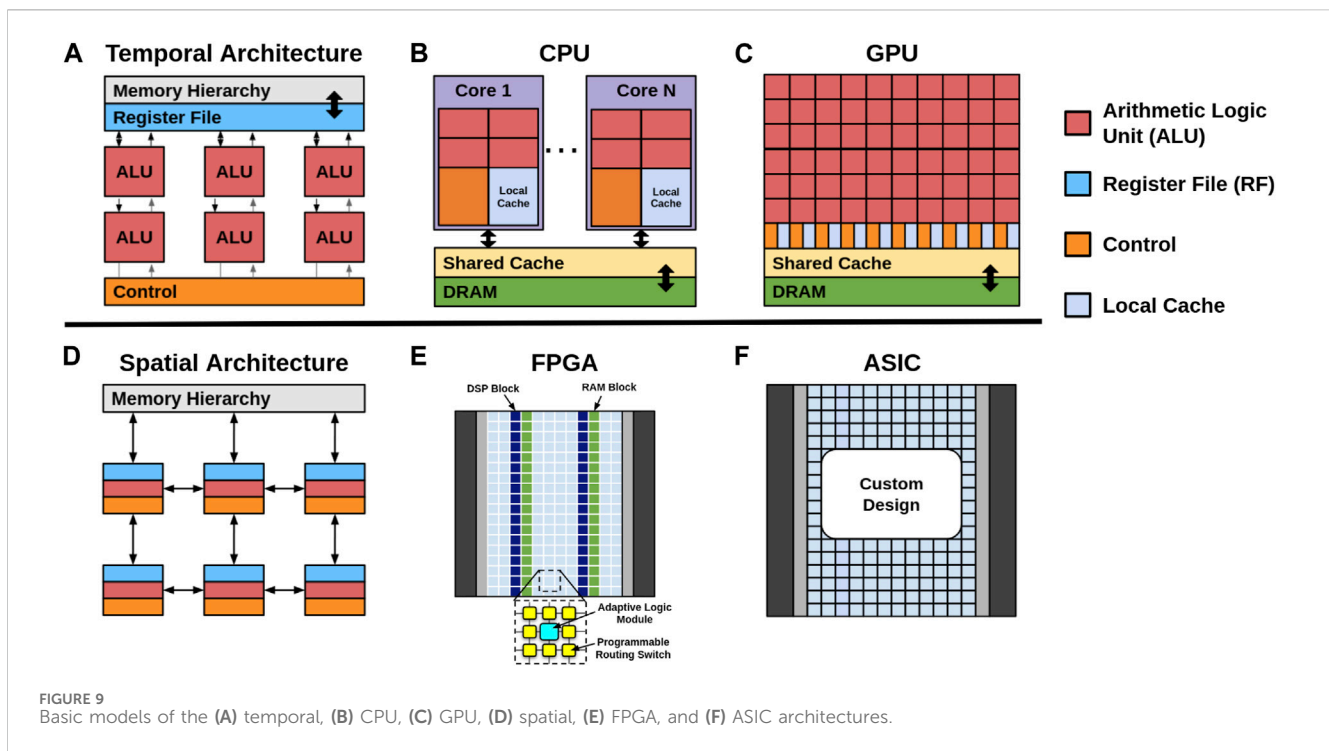 A Temporal Architecture
Memory Hierarchy
Register File
ALU ALU ALU
ALU ALU ALU
Control
B CPU
Core 1
Core N
...
Local
Cache
Local
Cache
Shared Cache
DRAM
C GPU
Shared Cache
DRAM
Arithmetic Logic
Unit (ALU)
Register File (RF)
Control
Local Cache
D Spatial Architecture
Memory Hierarchy
E FPGA
DSP Block
RAM Block
Adaptive Logic
Module
Programmable
Routing Switch
F ASIC
Custom
Design
FIGURE 9
Basic models of the (A) temporal, (B) CPU, (C) GPU, (D) spatial, (E) FPGA, and (F) ASIC architectures.